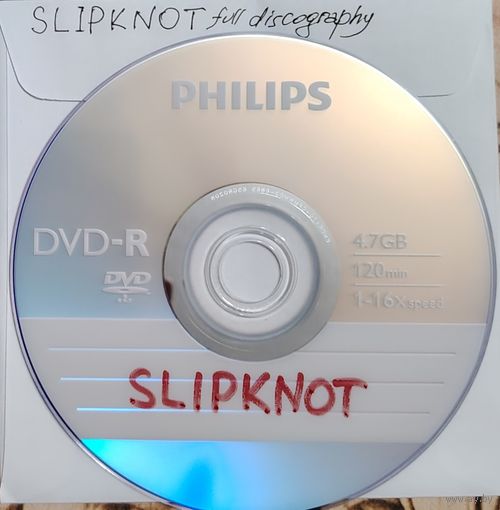 SLIPKNOT full discography
PHILIPS
DVD-R
DVD
4.7GB
120min
1-16x speed
SLIPKNOT